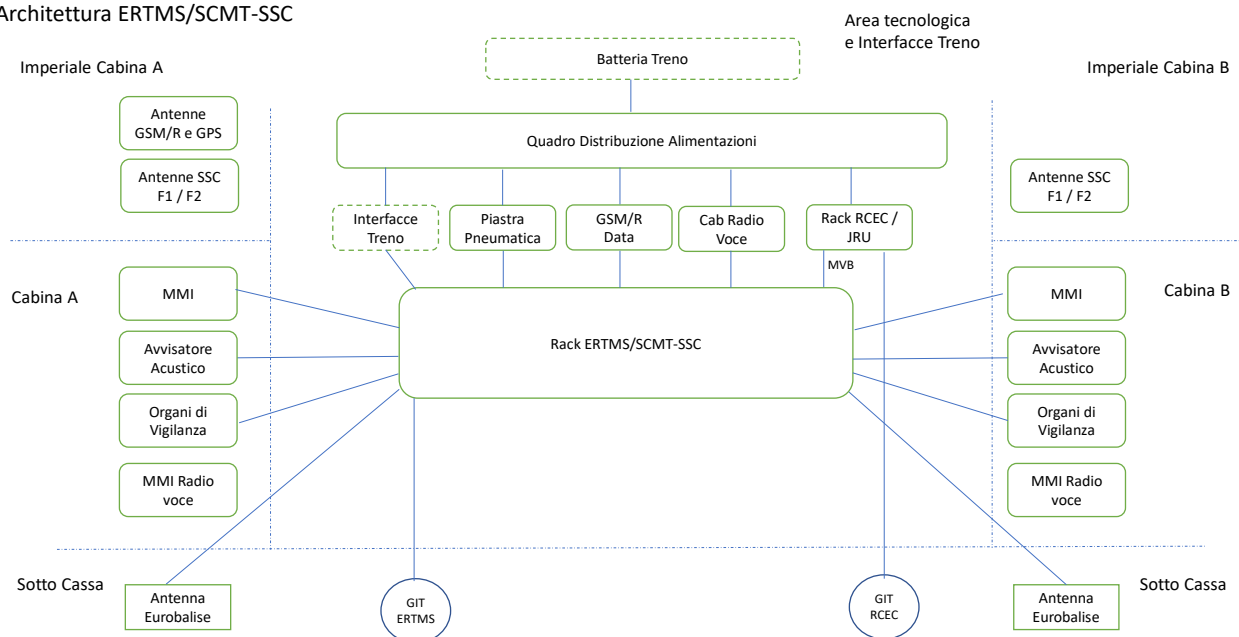 Architettura ERTMS/SCMT-SSC
Area tecnologica
e Interfacce Treno
Imperiale Cabina A
Batteria Treno
Imperiale Cabina B
Antenne
GSM/R e GPS
Quadro Distribuzione Alimentazioni
Antenne SSC
F1 / F2
Antenne SSC
F1 / F2
Interfacce
Treno
Piastra
Pneumatica
GSM/R
Data
Cab Radio
Voce
Rack RCEC /
JRU
MVB
Cabina A
MMI
MMI
Cabina B
Rack ERTMS/SCMT-SSC
Avvisatore
Acustico
Avvisatore
Acustico
Organi di
Vigilanza
Organi di
Vigilanza
MMI Radio
voce
MMI Radio
voce
Sotto Cassa
Antenna
Eurobalise
GIT
ERTMS
GIT
RCEC
Antenna
Eurobalise
Sotto Cassa